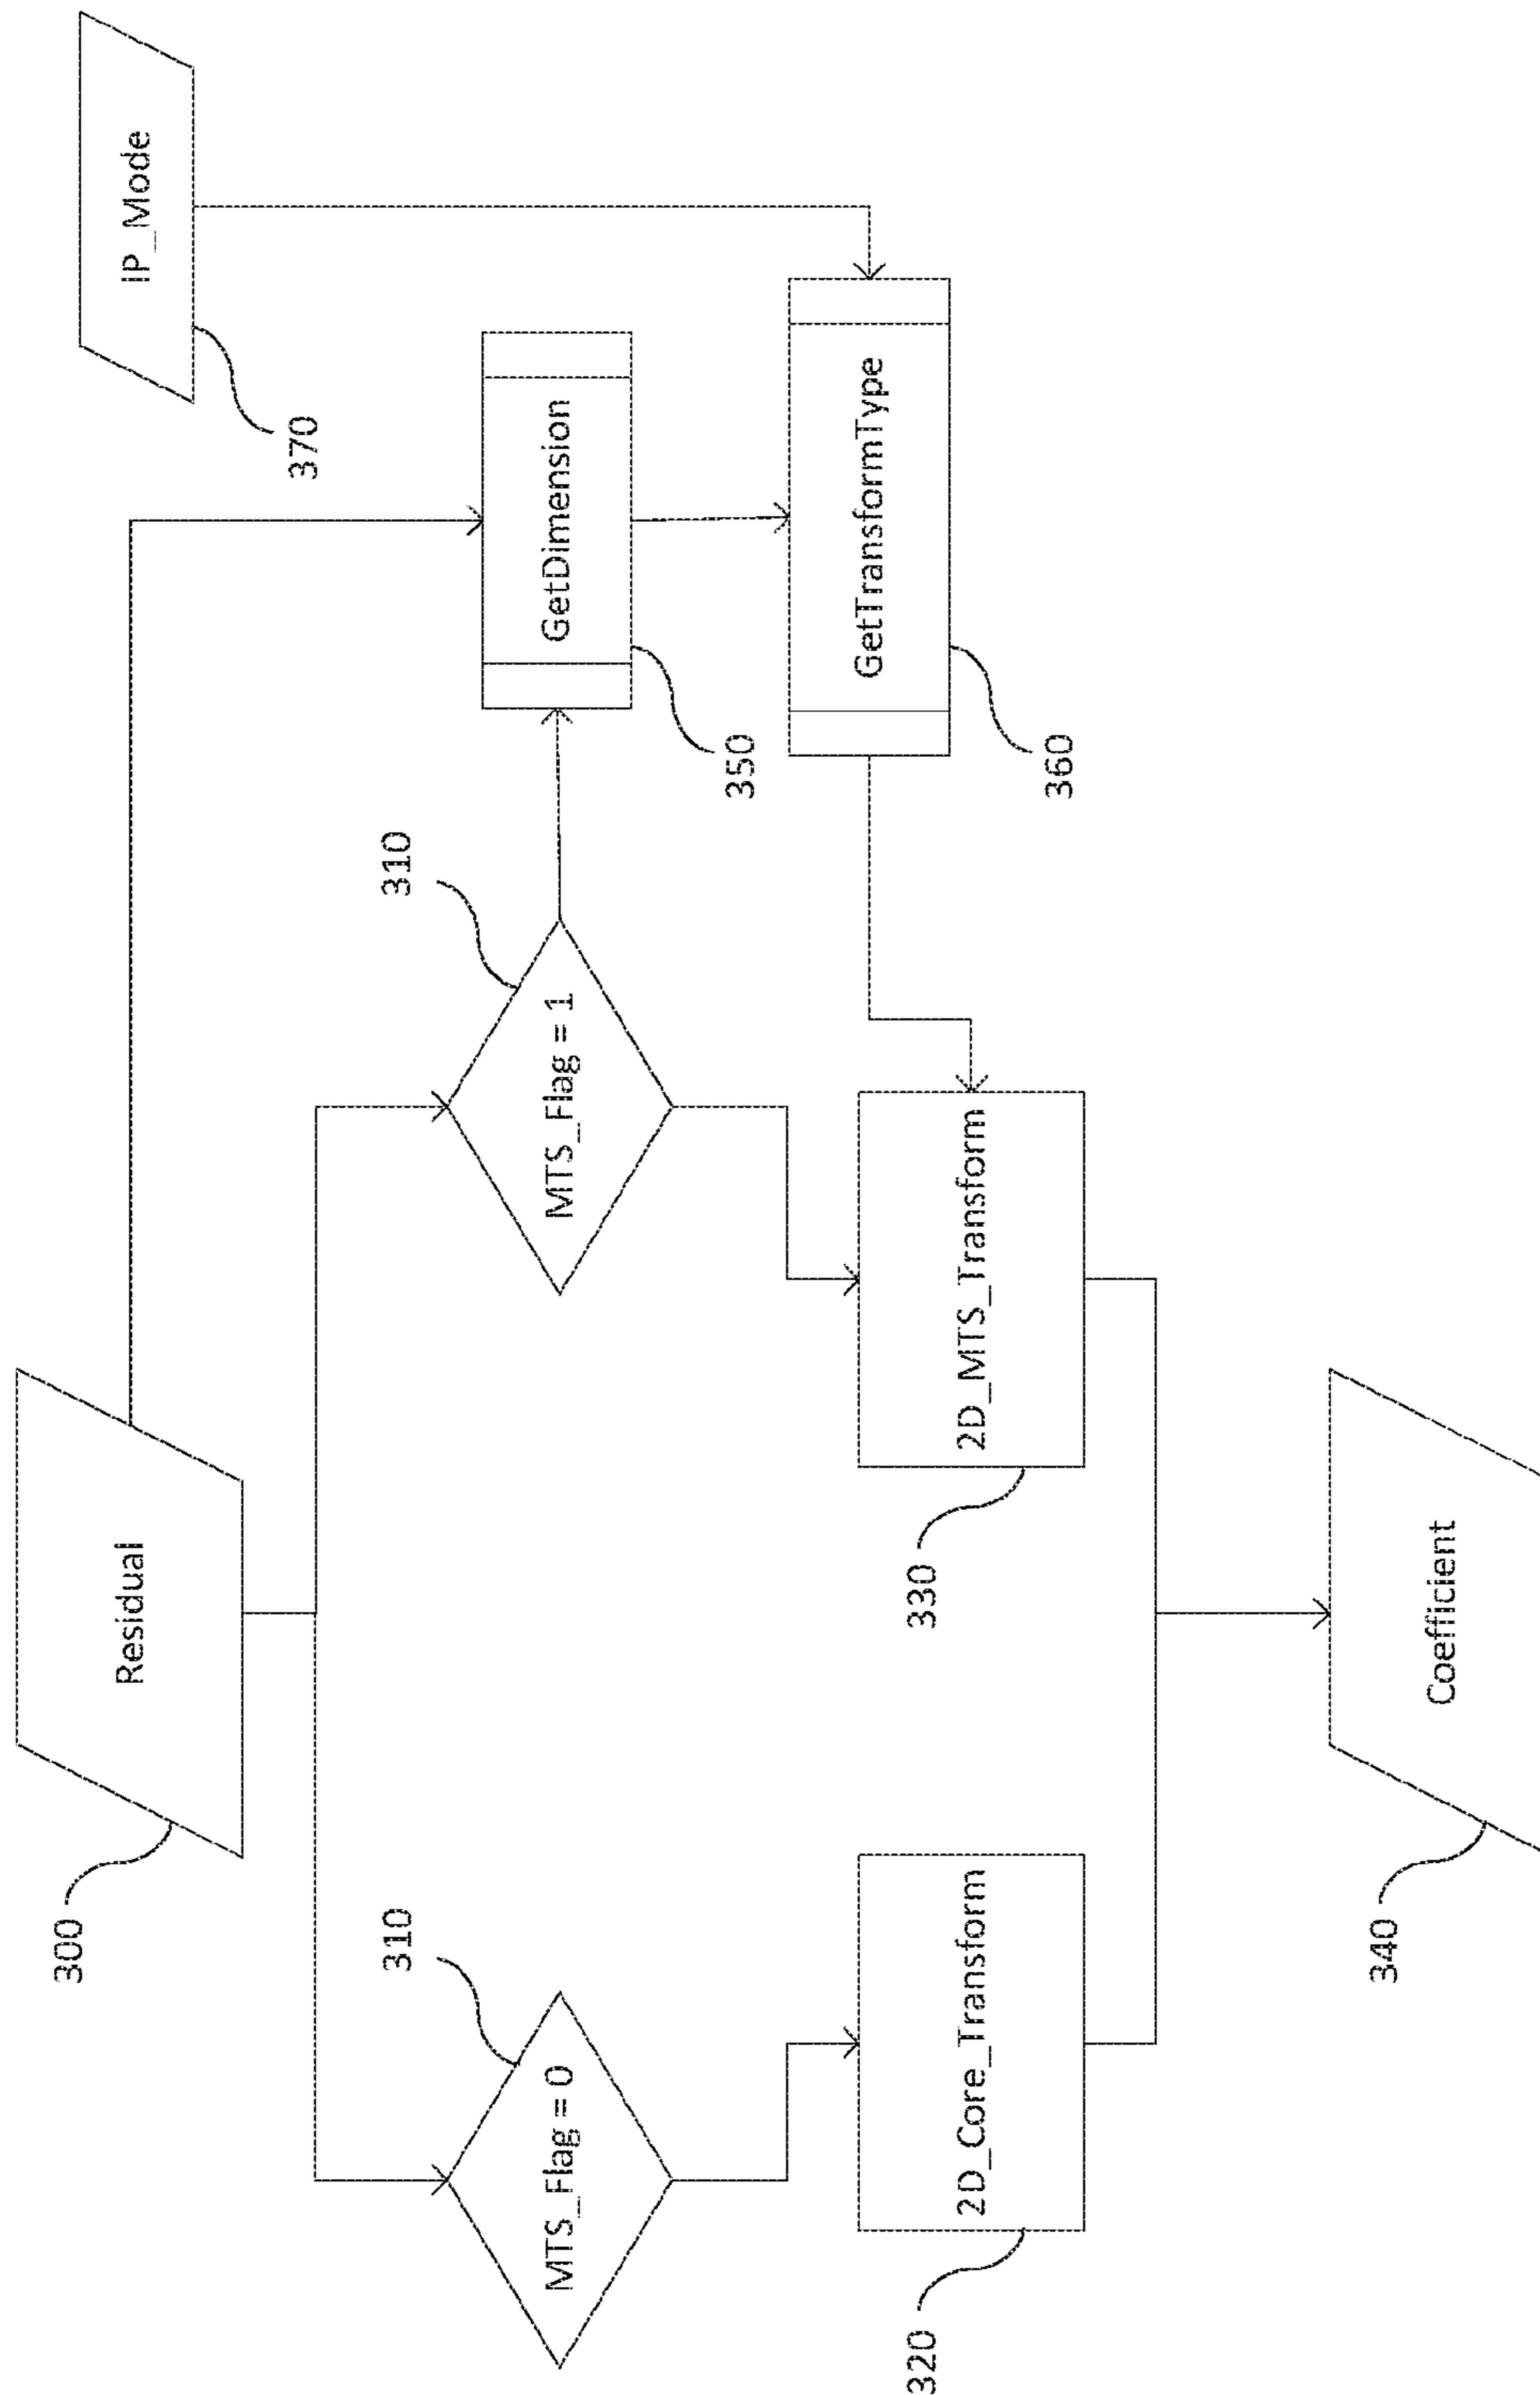 300
Residual
IP_Mode
370
310
MTS_Flag = 0
310
MTS_Flag = 1
GetDimension
350
320
2D_Core_Transform
330
2D_MTS_Transform
GetTransformType
360
340
Coefficient